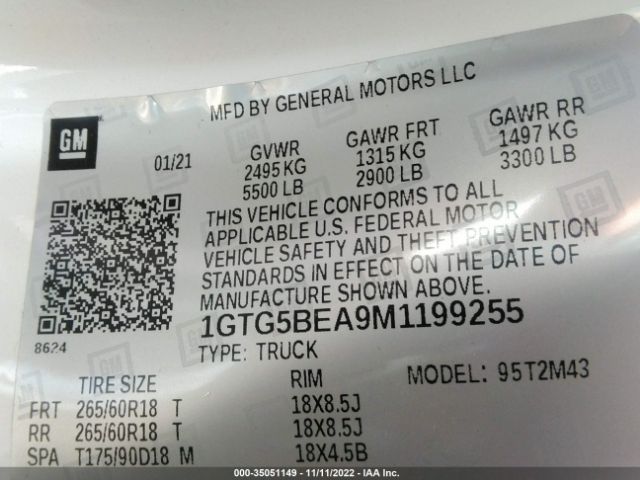 MFD BY GENERAL MOTORS LLC
GM
01/21
GVWR
2495 KG
5500 LB
GAWR FRT
1315 KG
2900 LB
GAWR RR
1497 KG
3300 LB
THIS VEHICLE CONFORMS TO ALL
APPLICABLE U.S. FEDERAL MOTOR
VEHICLE SAFETY AND THEFT PREVENTION
STANDARDS IN EFFECT ON THE DATE OF
MANUFACTURE SHOWN ABOVE.
8624
1GTG5BEA9M1199255
TYPE: TRUCK
MODEL: 95T2M43
TIRE SIZE RIM
FRT 265/60R18 T 18X8.5J
RR 265/60R18 T 18X8.5J
SPA T175/90D18 M 18X4.5B
000-35051149 - 11/11/2022 - IAA Inc.